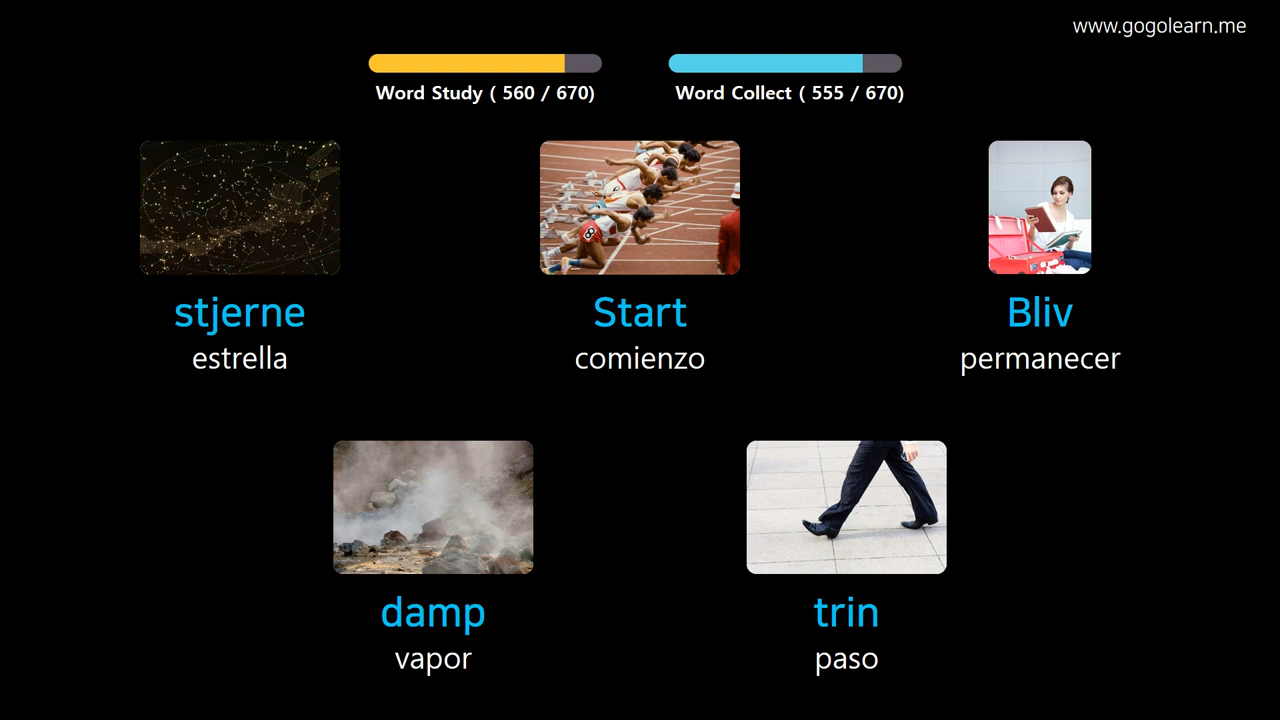 www.gogolearn.me
Word Study ( 560 / 670)
Word Collect ( 555 / 670)
stjerne
estrella
8
Start
comienzo
Bliv
permanecer
damp
vapor
trin
paso